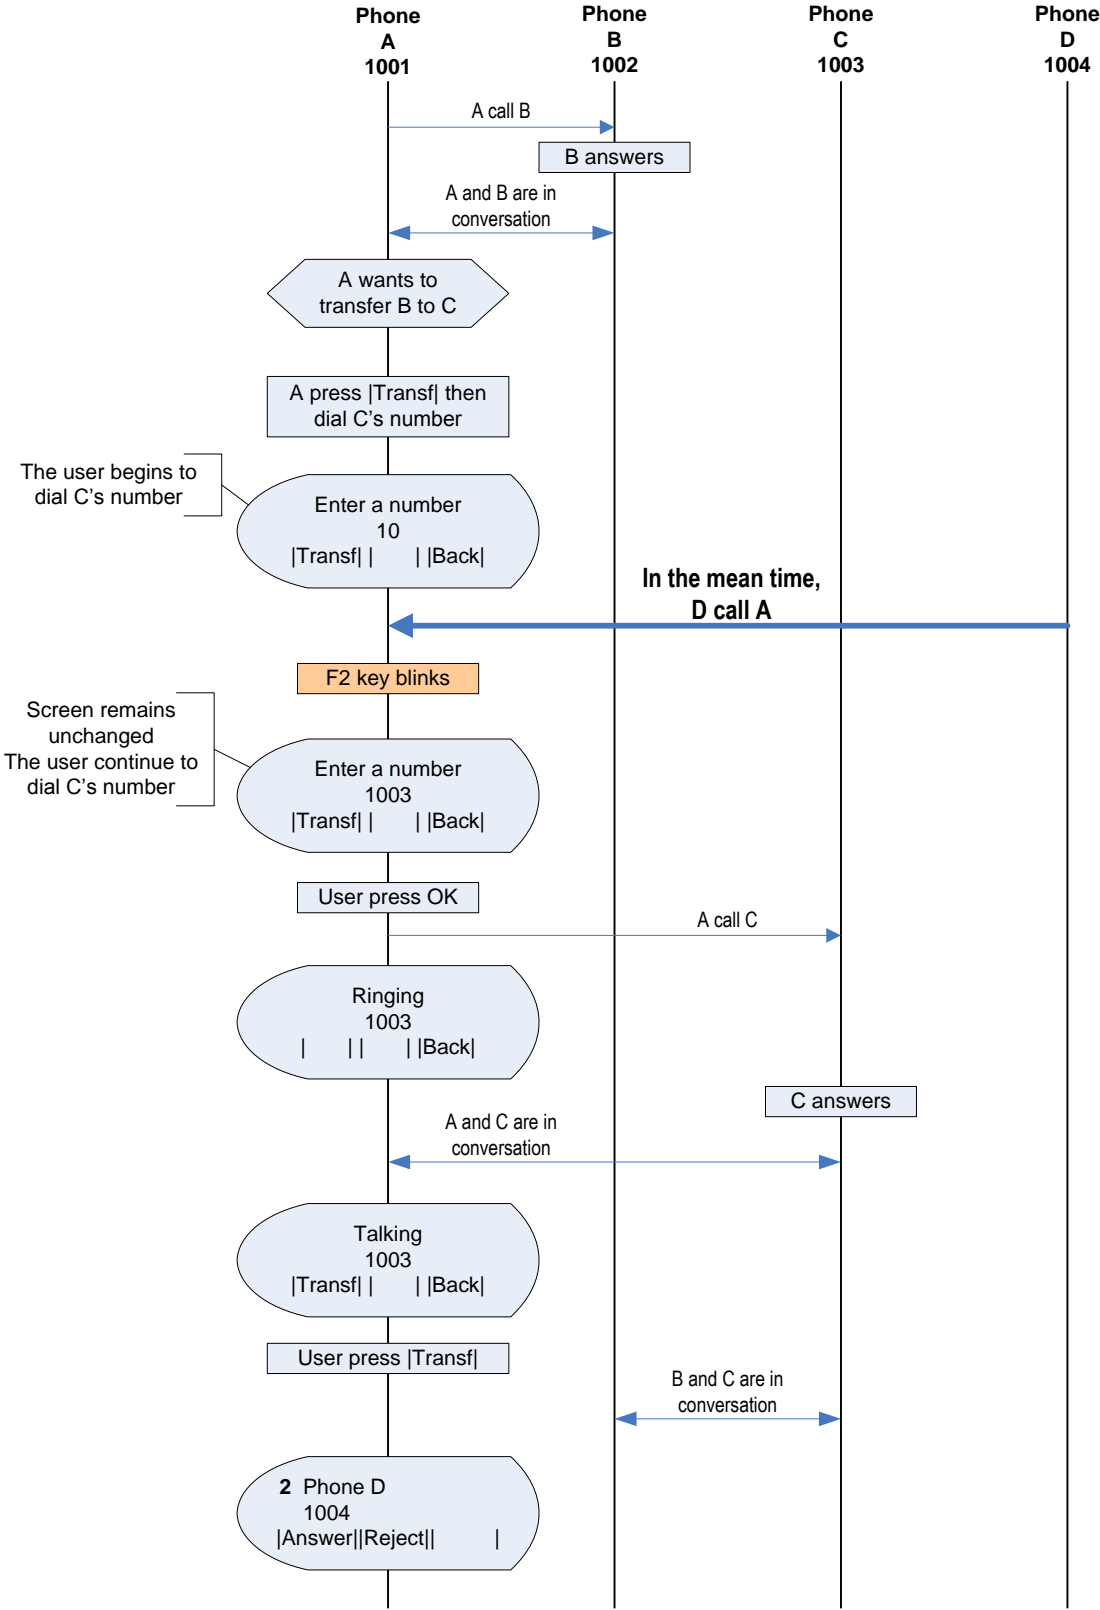 Phone
A
1001
Phone
B
1002
Phone
C
1003
Phone
D
1004
A call B
B answers
A and B are in
conversation
A wants to
transfer B to C
A press |Transf| then
dial C's number
The user begins to
dial C's number
Enter a number
10
|Transf| | | |Back|
In the mean time,
D call A
F2 key blinks
Screen remains
unchanged
The user continue to
dial C's number
Enter a number
1003
|Transf| | | |Back|
User press OK
A call C
Ringing
1003
| | | | |Back|
C answers
A and C are in
conversation
Talking
1003
|Transf| | | |Back|
User press |Transf|
B and C are in
conversation
2 Phone D
1004
|Answer||Reject|| |